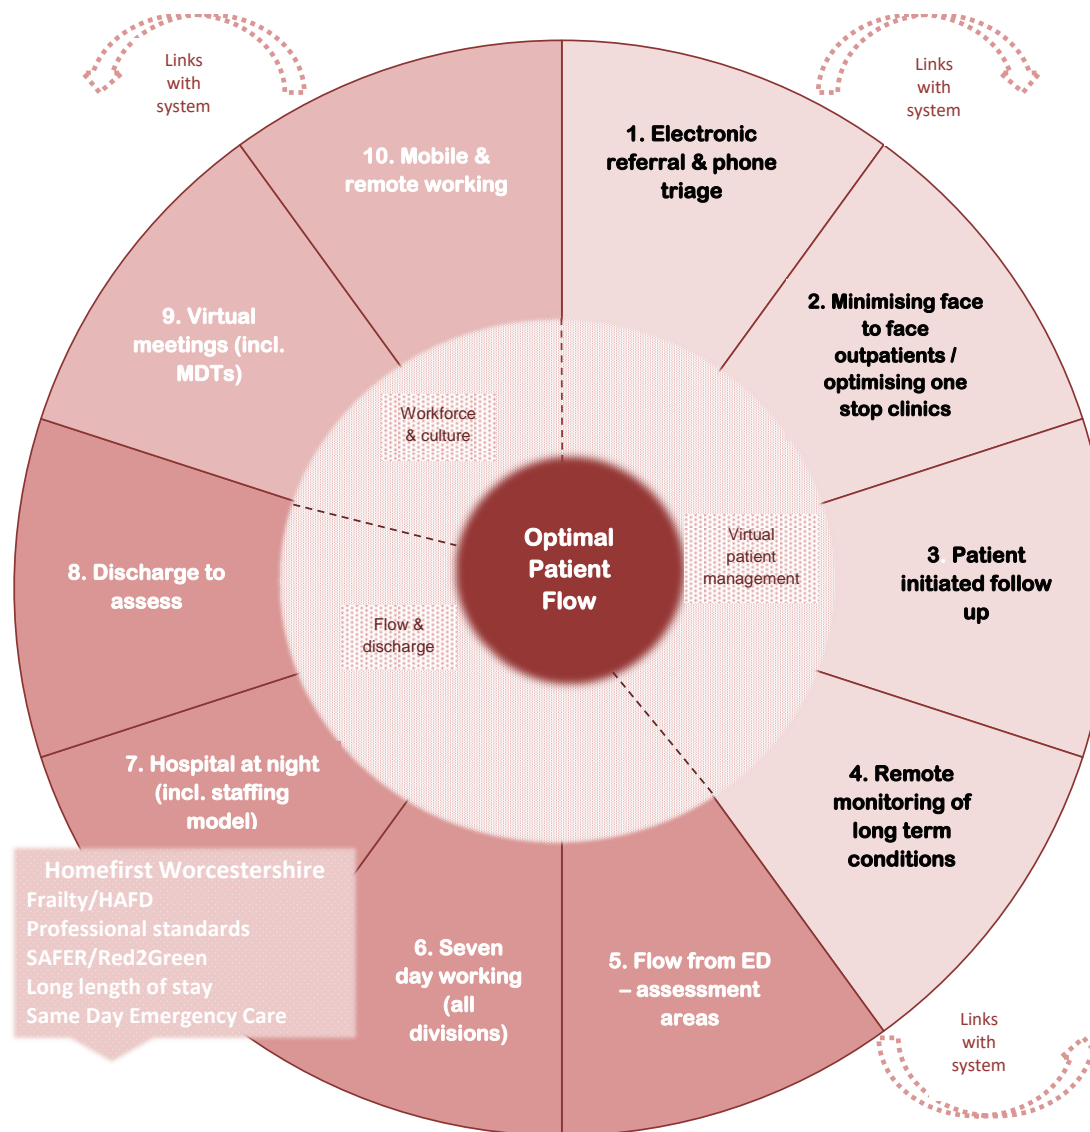 Links
with
system
Links
with
system
1. Electronic
referral & phone
triage
2. Minimising face
to face
outpatients /
optimising one
stop clinics
3. Patient
initiated follow
up
4. Remote
monitoring of
long term
conditions
5. Flow from ED
– assessment
areas
6. Seven
day working
(all
divisions)
7. Hospital at night
(incl. staffing
model)
8. Discharge to
assess
9. Virtual
meetings (incl.
MDTs)
10. Mobile &
remote working
Workforce
& culture
Virtual
patient
management
Flow &
discharge
Optimal
Patient
Flow
Homefirst Worcestershire
Frailty/HAFD
Professional standards
SAFER/Red2Green
Long length of stay
Same Day Emergency Care
Links
with
system